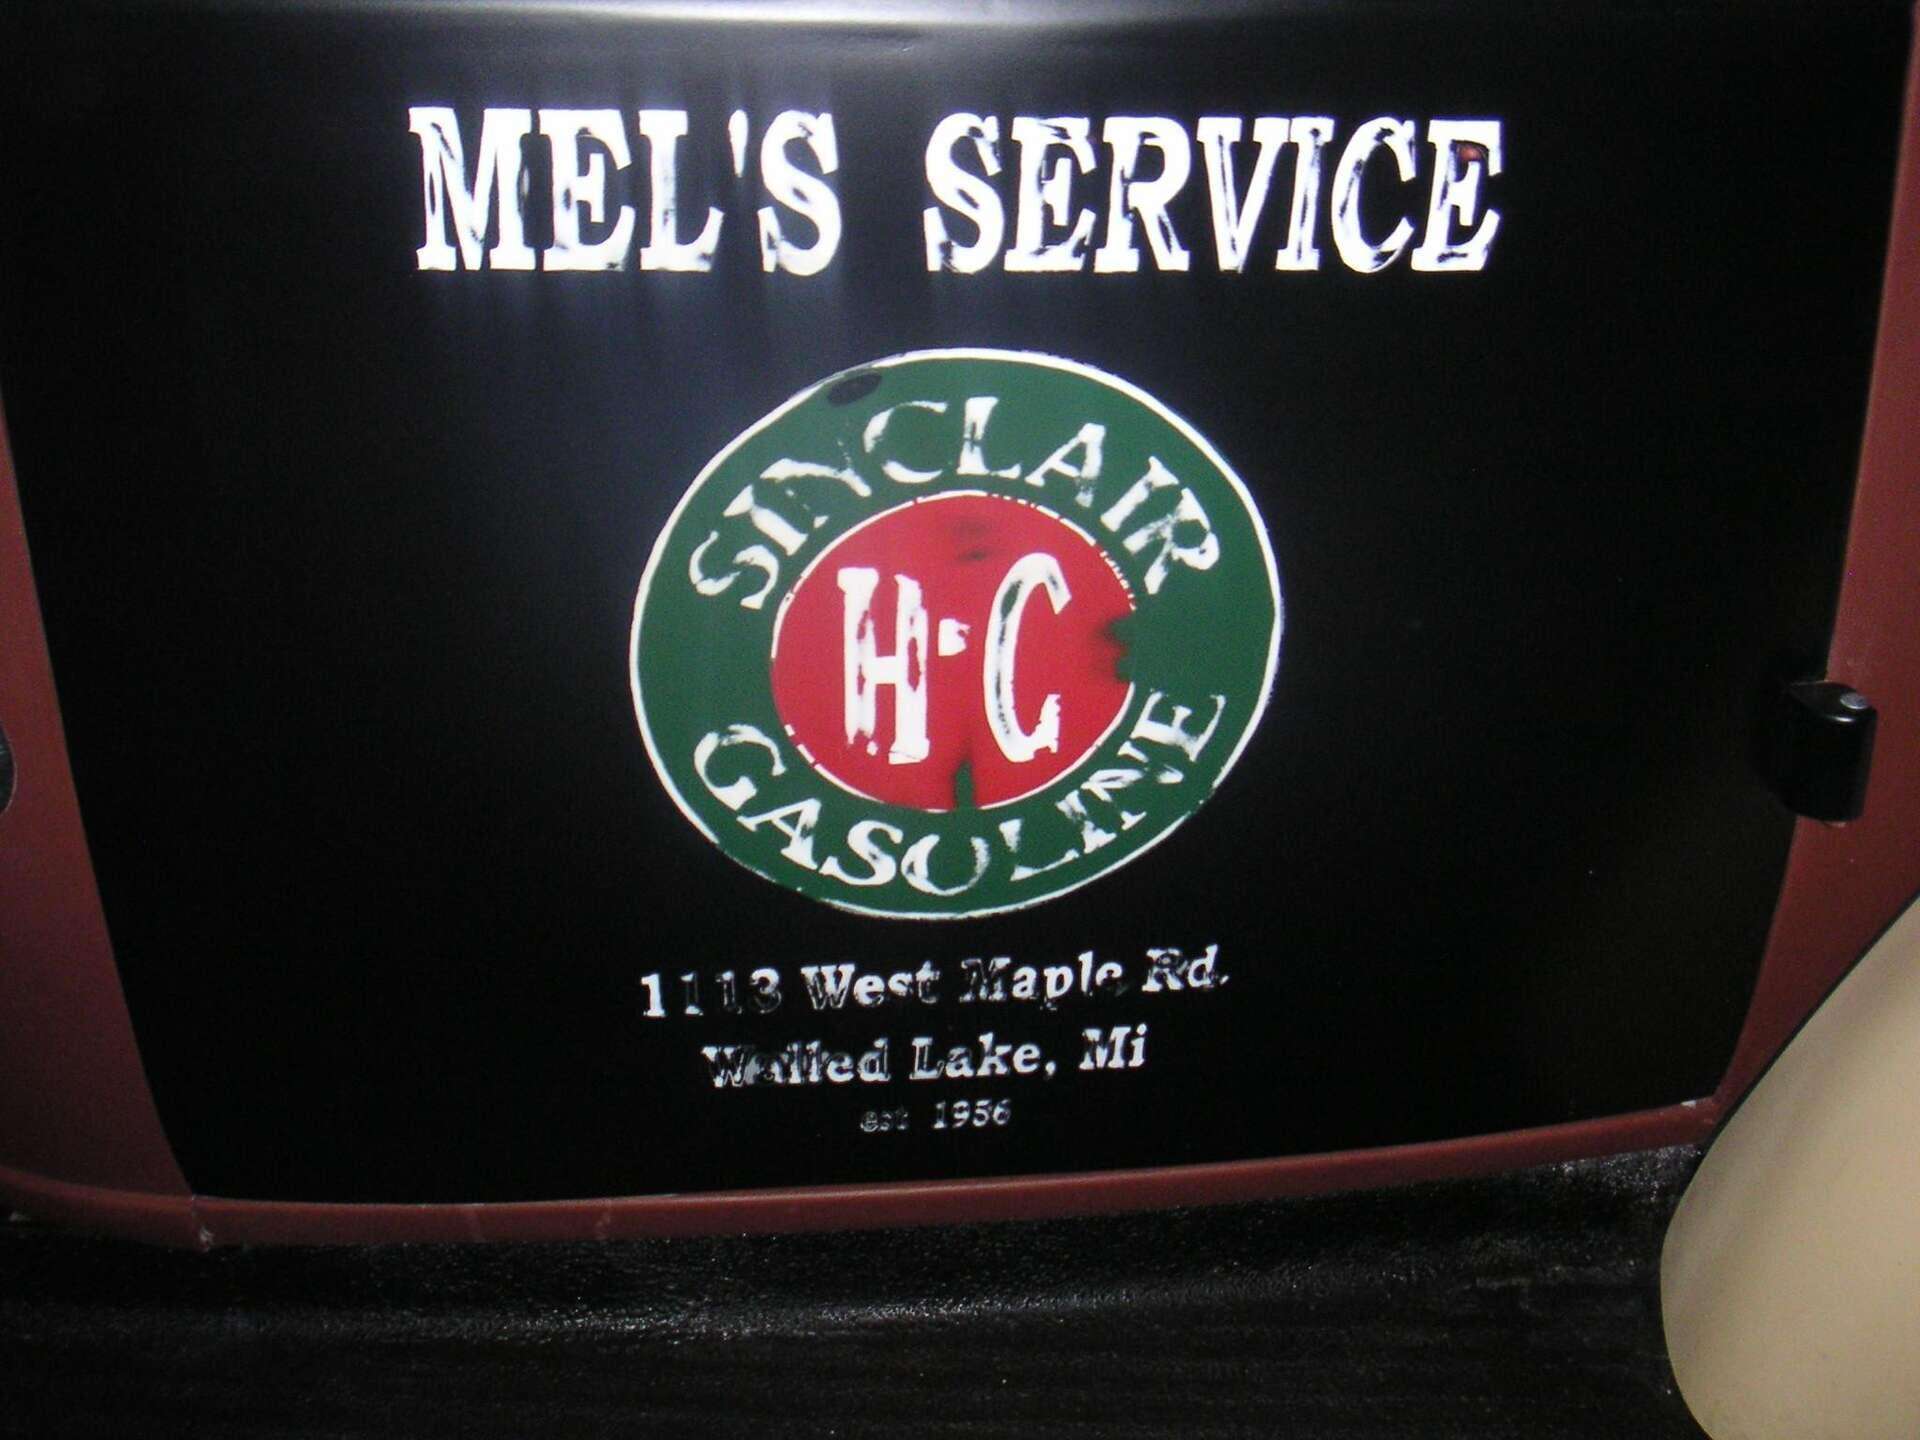 MEL'S SERVICE
SINCLAIR
H·C
GASOLINE
1113 West Maple Rd.
Walled Lake, Mi
est 1956